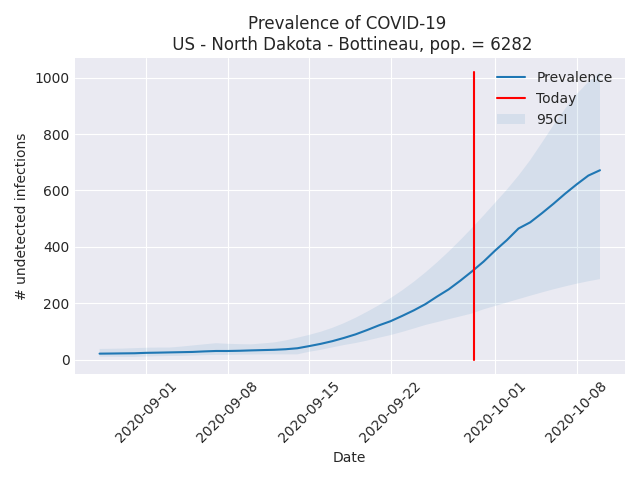 Prevalence of COVID-19
US - North Dakota - Bottineau, pop. = 6282
Prevalence
Today
95CI
# undetected infections
1000
800
600
400
200
0
2020-09-01
2020-09-08
2020-09-15
2020-09-22
2020-10-01
2020-10-08
Date